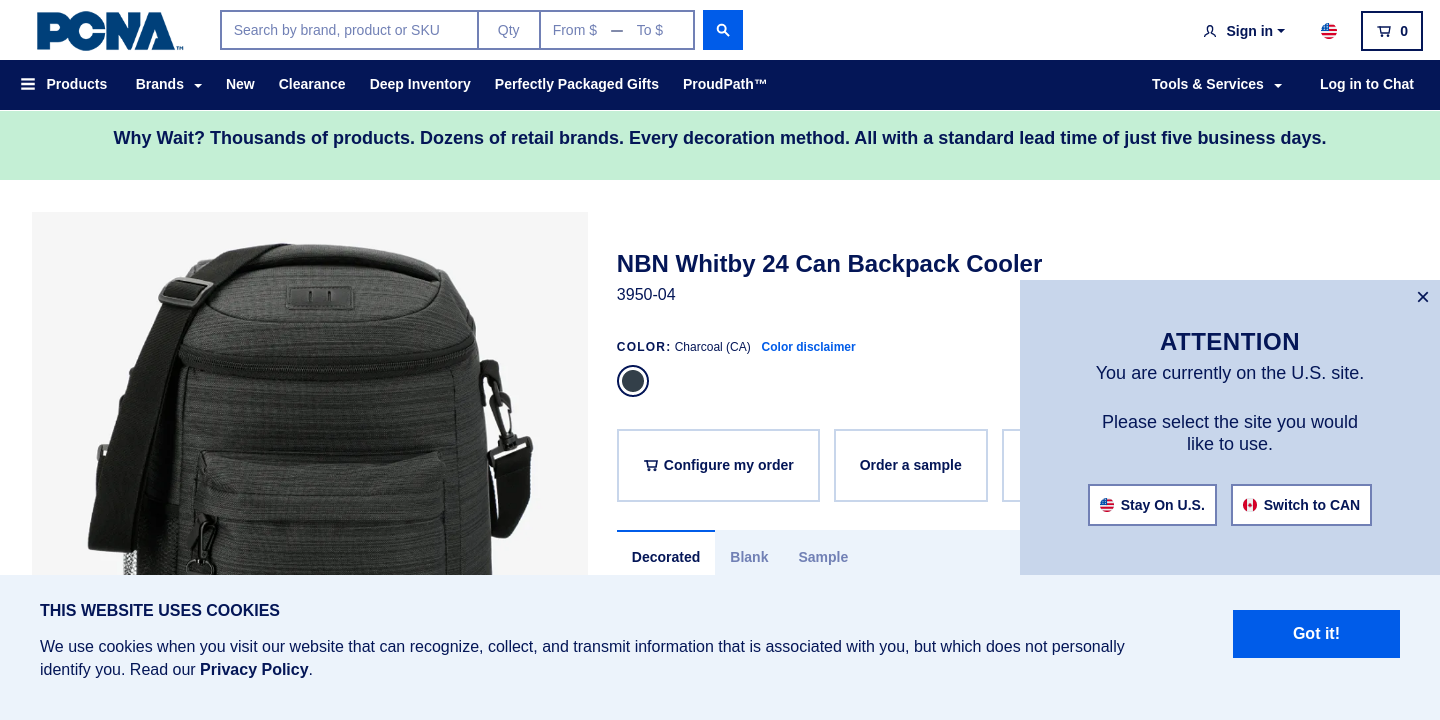 PCNA™
Search by brand, product or SKU
Qty
From $ — To $
Sign in
0
Products
Brands
New
Clearance
Deep Inventory
Perfectly Packaged Gifts
ProudPath™
Tools & Services
Log in to Chat
Why Wait? Thousands of products. Dozens of retail brands. Every decoration method. All with a standard lead time of just five business days.
NBN Whitby 24 Can Backpack Cooler
3950-04
COLOR: Charcoal (CA) Color disclaimer
Configure my order
Order a sample
Decorated
Blank
Sample
×
ATTENTION
You are currently on the U.S. site.
Please select the site you would
like to use.
Stay On U.S.
Switch to CAN
THIS WEBSITE USES COOKIES
We use cookies when you visit our website that can recognize, collect, and transmit information that is associated with you, but which does not personally
identify you. Read our Privacy Policy.
Got it!